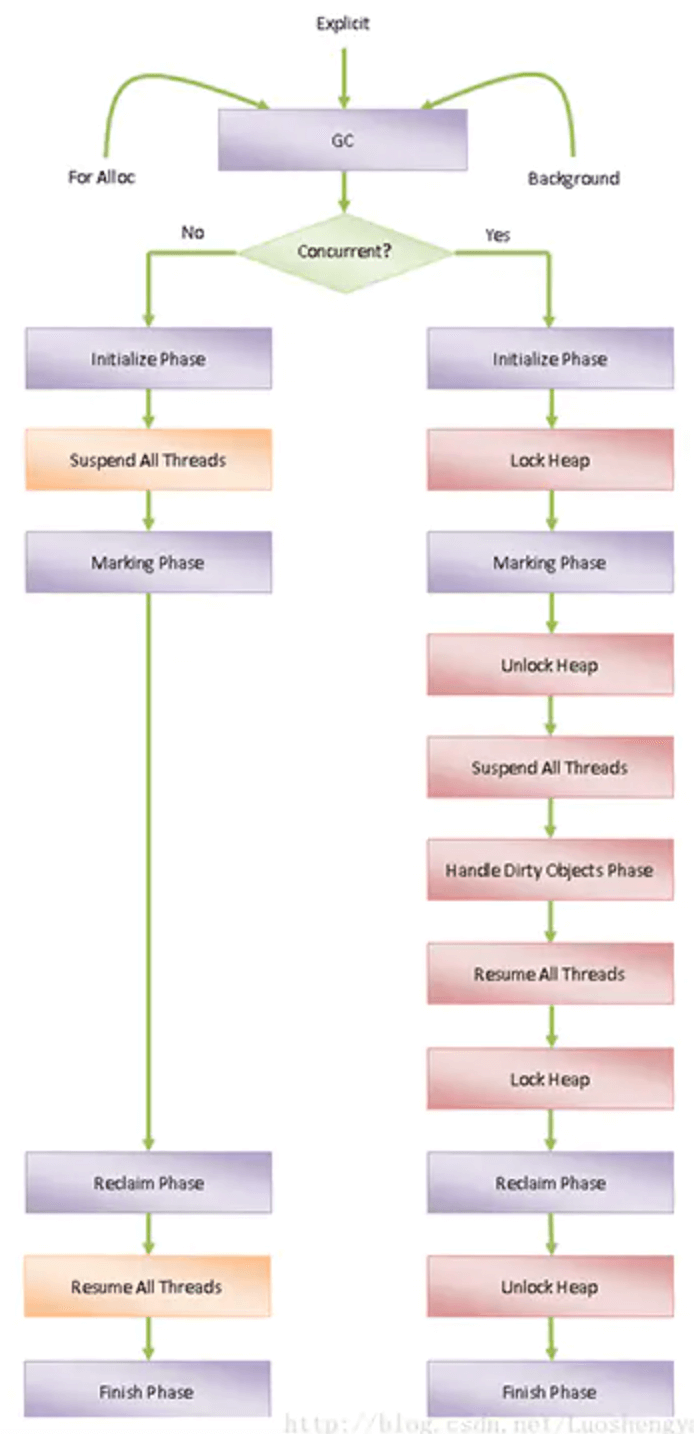 Explicit
GC
For Alloc
Background
No
Yes
Concurrent?
Initialize Phase
Initialize Phase
Suspend All Threads
Lock Heap
Marking Phase
Marking Phase
Unlock Heap
Suspend All Threads
Handle Dirty Objects Phase
Resume All Threads
Lock Heap
Reclaim Phase
Reclaim Phase
Resume All Threads
Unlock Heap
Finish Phase
Finish Phase
http://blog.csdn.net/Luoshengya